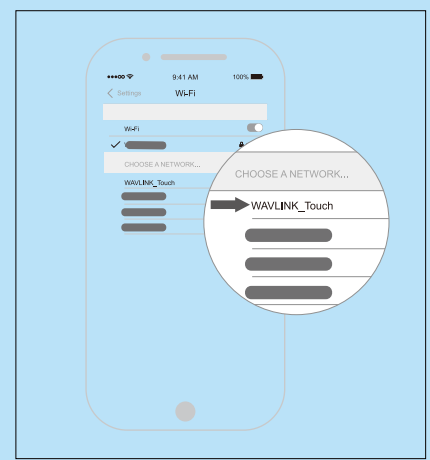 9:41 AM 100%
Settings Wi-Fi
Wi-Fi
CHOOSE A NETWORK...
WAVLINK_Touch
CHOOSE A NETWORK...
WAVLINK_Touch